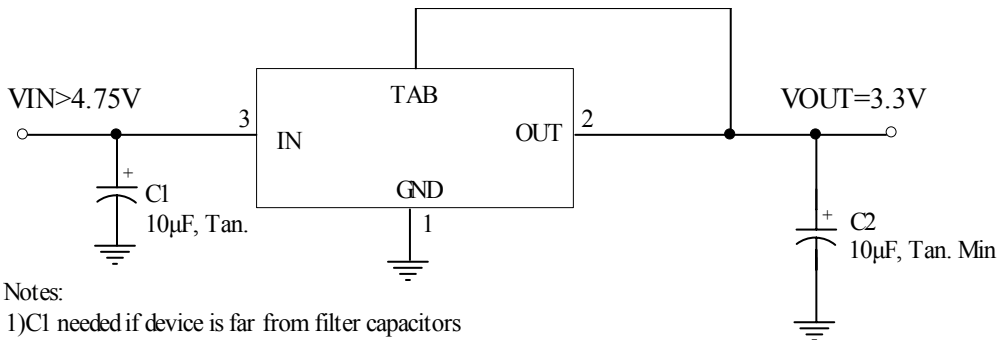 TAB
VIN>4.75V
VOUT=3.3V
3
IN
OUT
2
GND
1
+
C1
10μF, Tan.
+
C2
10μF, Tan. Min
Notes:
1)C1 needed if device is far from filter capacitors